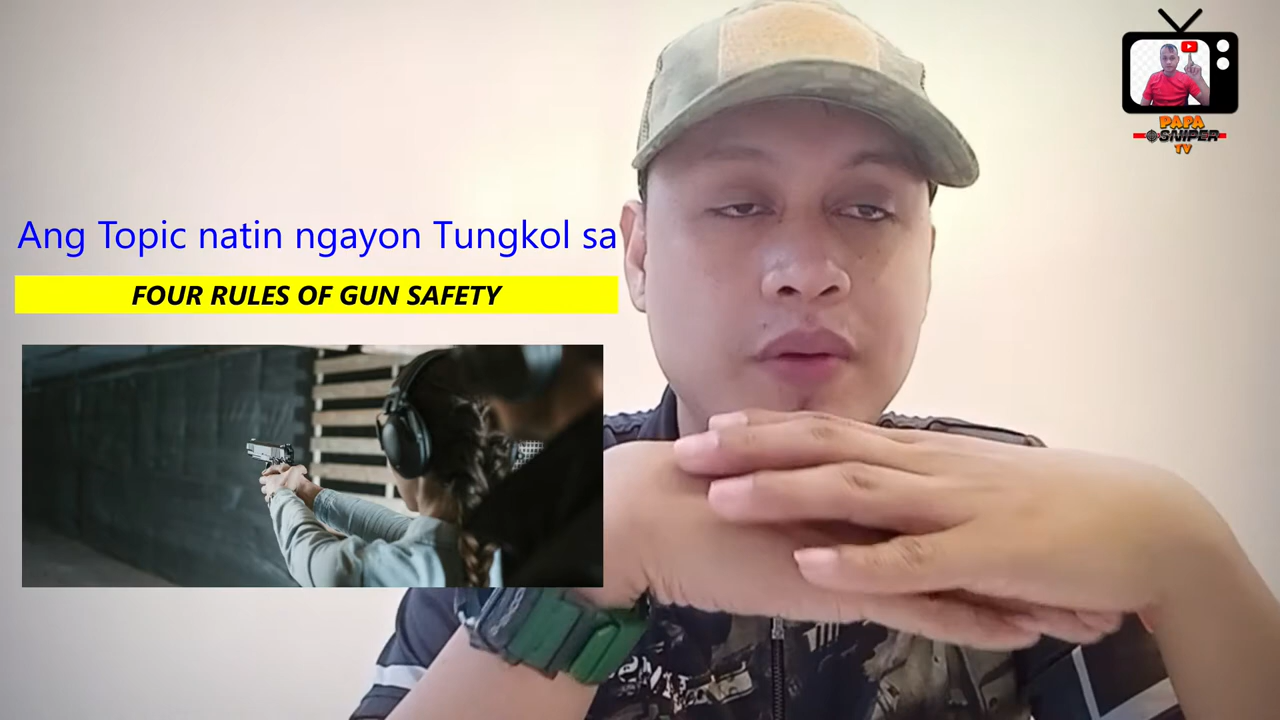 Ang Topic natin ngayon Tungkol sa
FOUR RULES OF GUN SAFETY
PAPA
SNIPER
TV